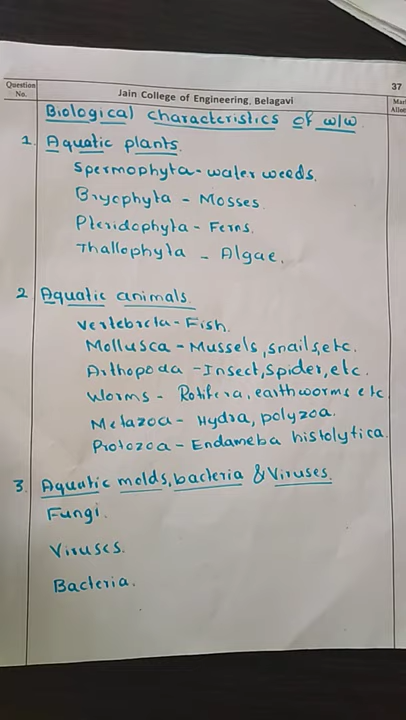 37
Question No.
Jain College of Engineering, Belagavi
Biological characteristics of w/w
1. Aquatic plants.
Spermophyta - water weeds.
Bryophyta - Mosses.
Pteridophyta - Ferns.
Thallophyta - Algae.
2 Aquatic animals.
Vertebrata - Fish.
Mollusca - Mussels, snails, etc.
Arthopoda - Insect, Spider, etc.
Worms - Rotifera, earthworms etc
Metazoa - Hydra, polyzoa.
Protozoa - Endameba histolytica.
3. Aquatic molds, bacteria & Viruses.
Fungi.
Viruses.
Bacteria.